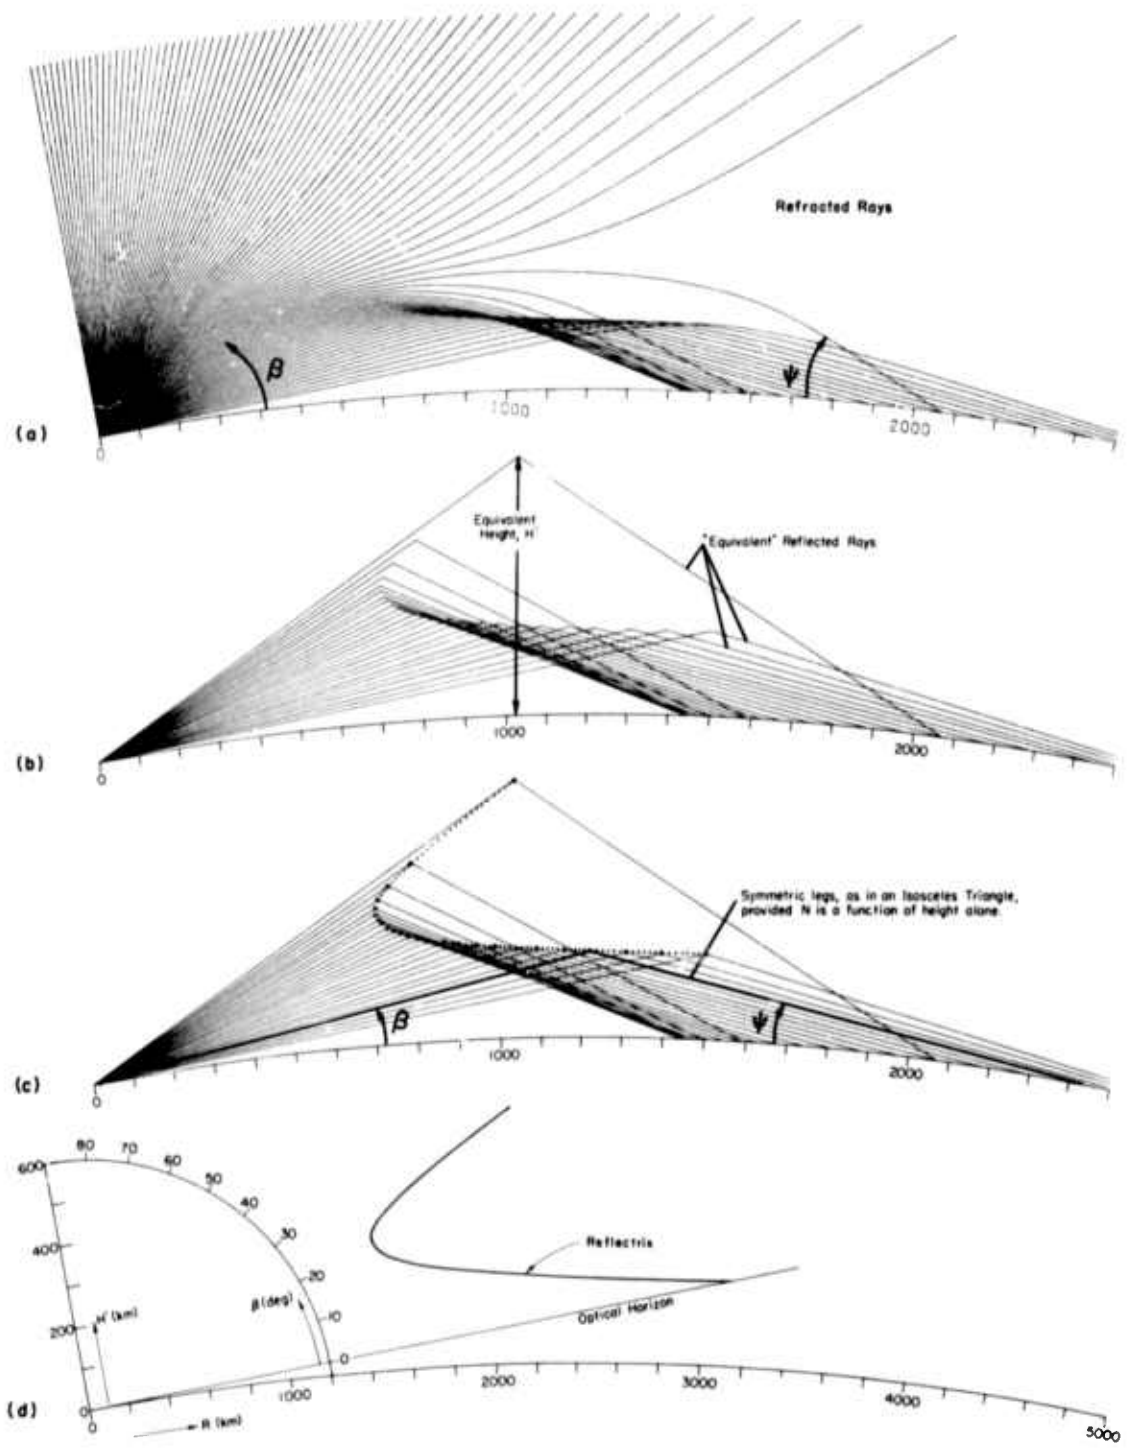 Refracted Rays
β
ψ
(a)
0
1000
2000
Equivalent
Height, H'
"Equivalent" Reflected Rays
(b)
0
1000
2000
Symmetric legs, as in an Isosceles Triangle,
provided N is a function of height alone.
β
ψ
(c)
0
1000
2000
600
80
70
60
50
40
30
20
10
0
400
200
0
H' (km)
β(deg)
Reflectrix
Optical Horizon
(d)
0
R (km)
1000
2000
3000
4000
5000